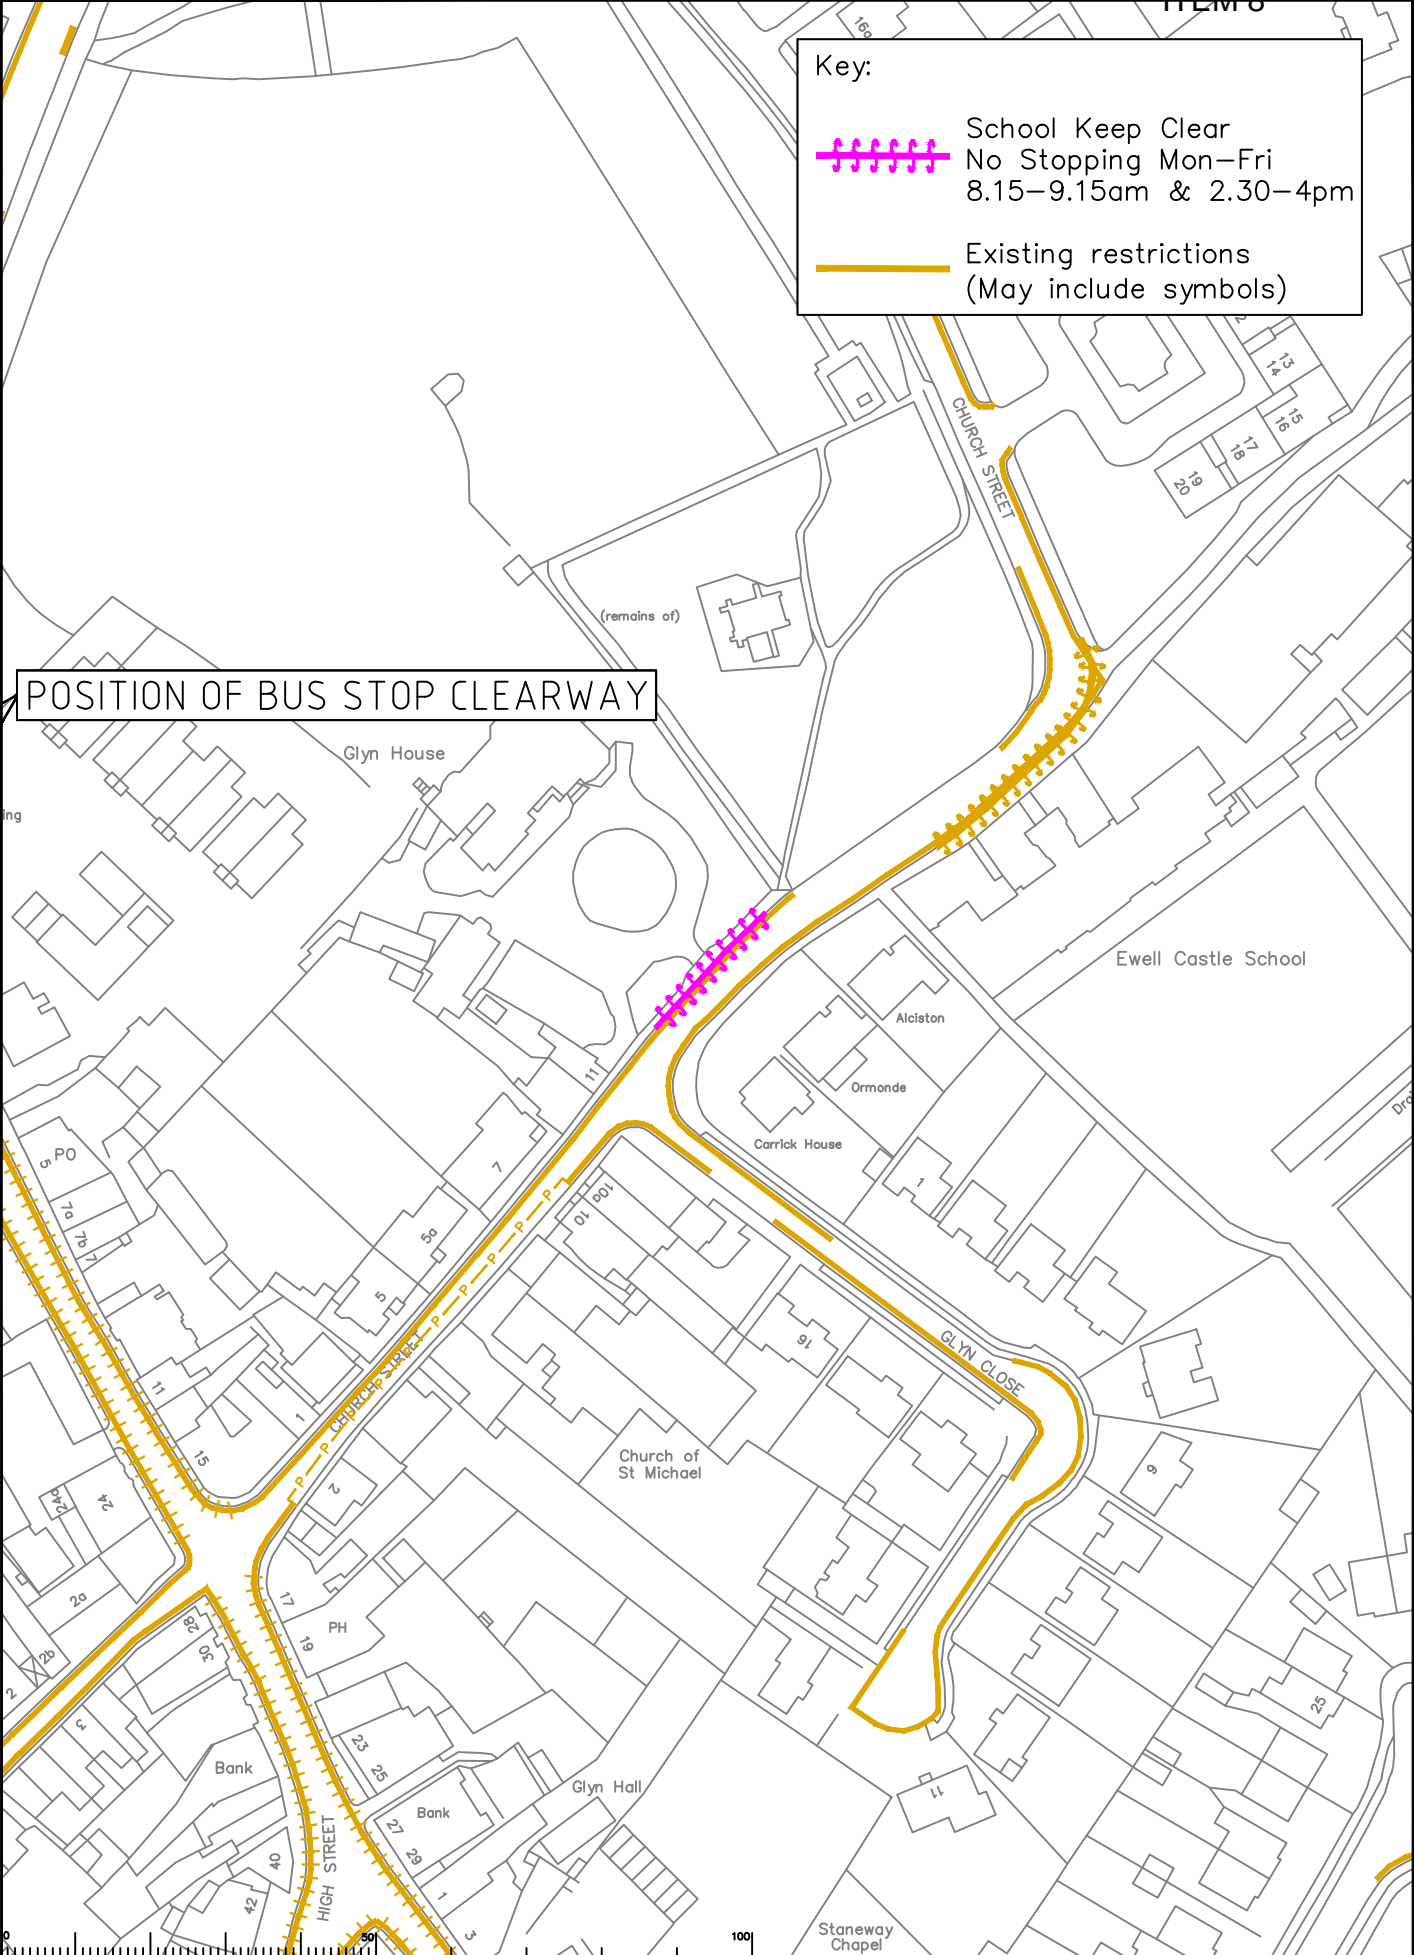 ITEM 8
16a
Key:
School Keep Clear
No Stopping Mon-Fri
8.15-9.15am & 2.30-4pm
Existing restrictions
(May include symbols)
13
14
15
16
17
18
19
20
CHURCH STREET
(remains of)
POSITION OF BUS STOP CLEARWAY
Glyn House
ing
Ewell Castle School
Alciston
Ormonde
Carrick House
11
PO
5
7a
7b
7
7
5a
5
10a
10
1
P
P
P
P
P
P
P
P
P
P
CHURCH STREET
16
GLYN CLOSE
11
15
1
2
Church of
St Michael
9
24a
24
2a
2b
2
17
19
PH
28
30
3
23
25
25
Bank
Bank
27
29
Glyn Hall
11
HIGH STREET
40
42
1
3
Staneway
Chapel
0
50
100